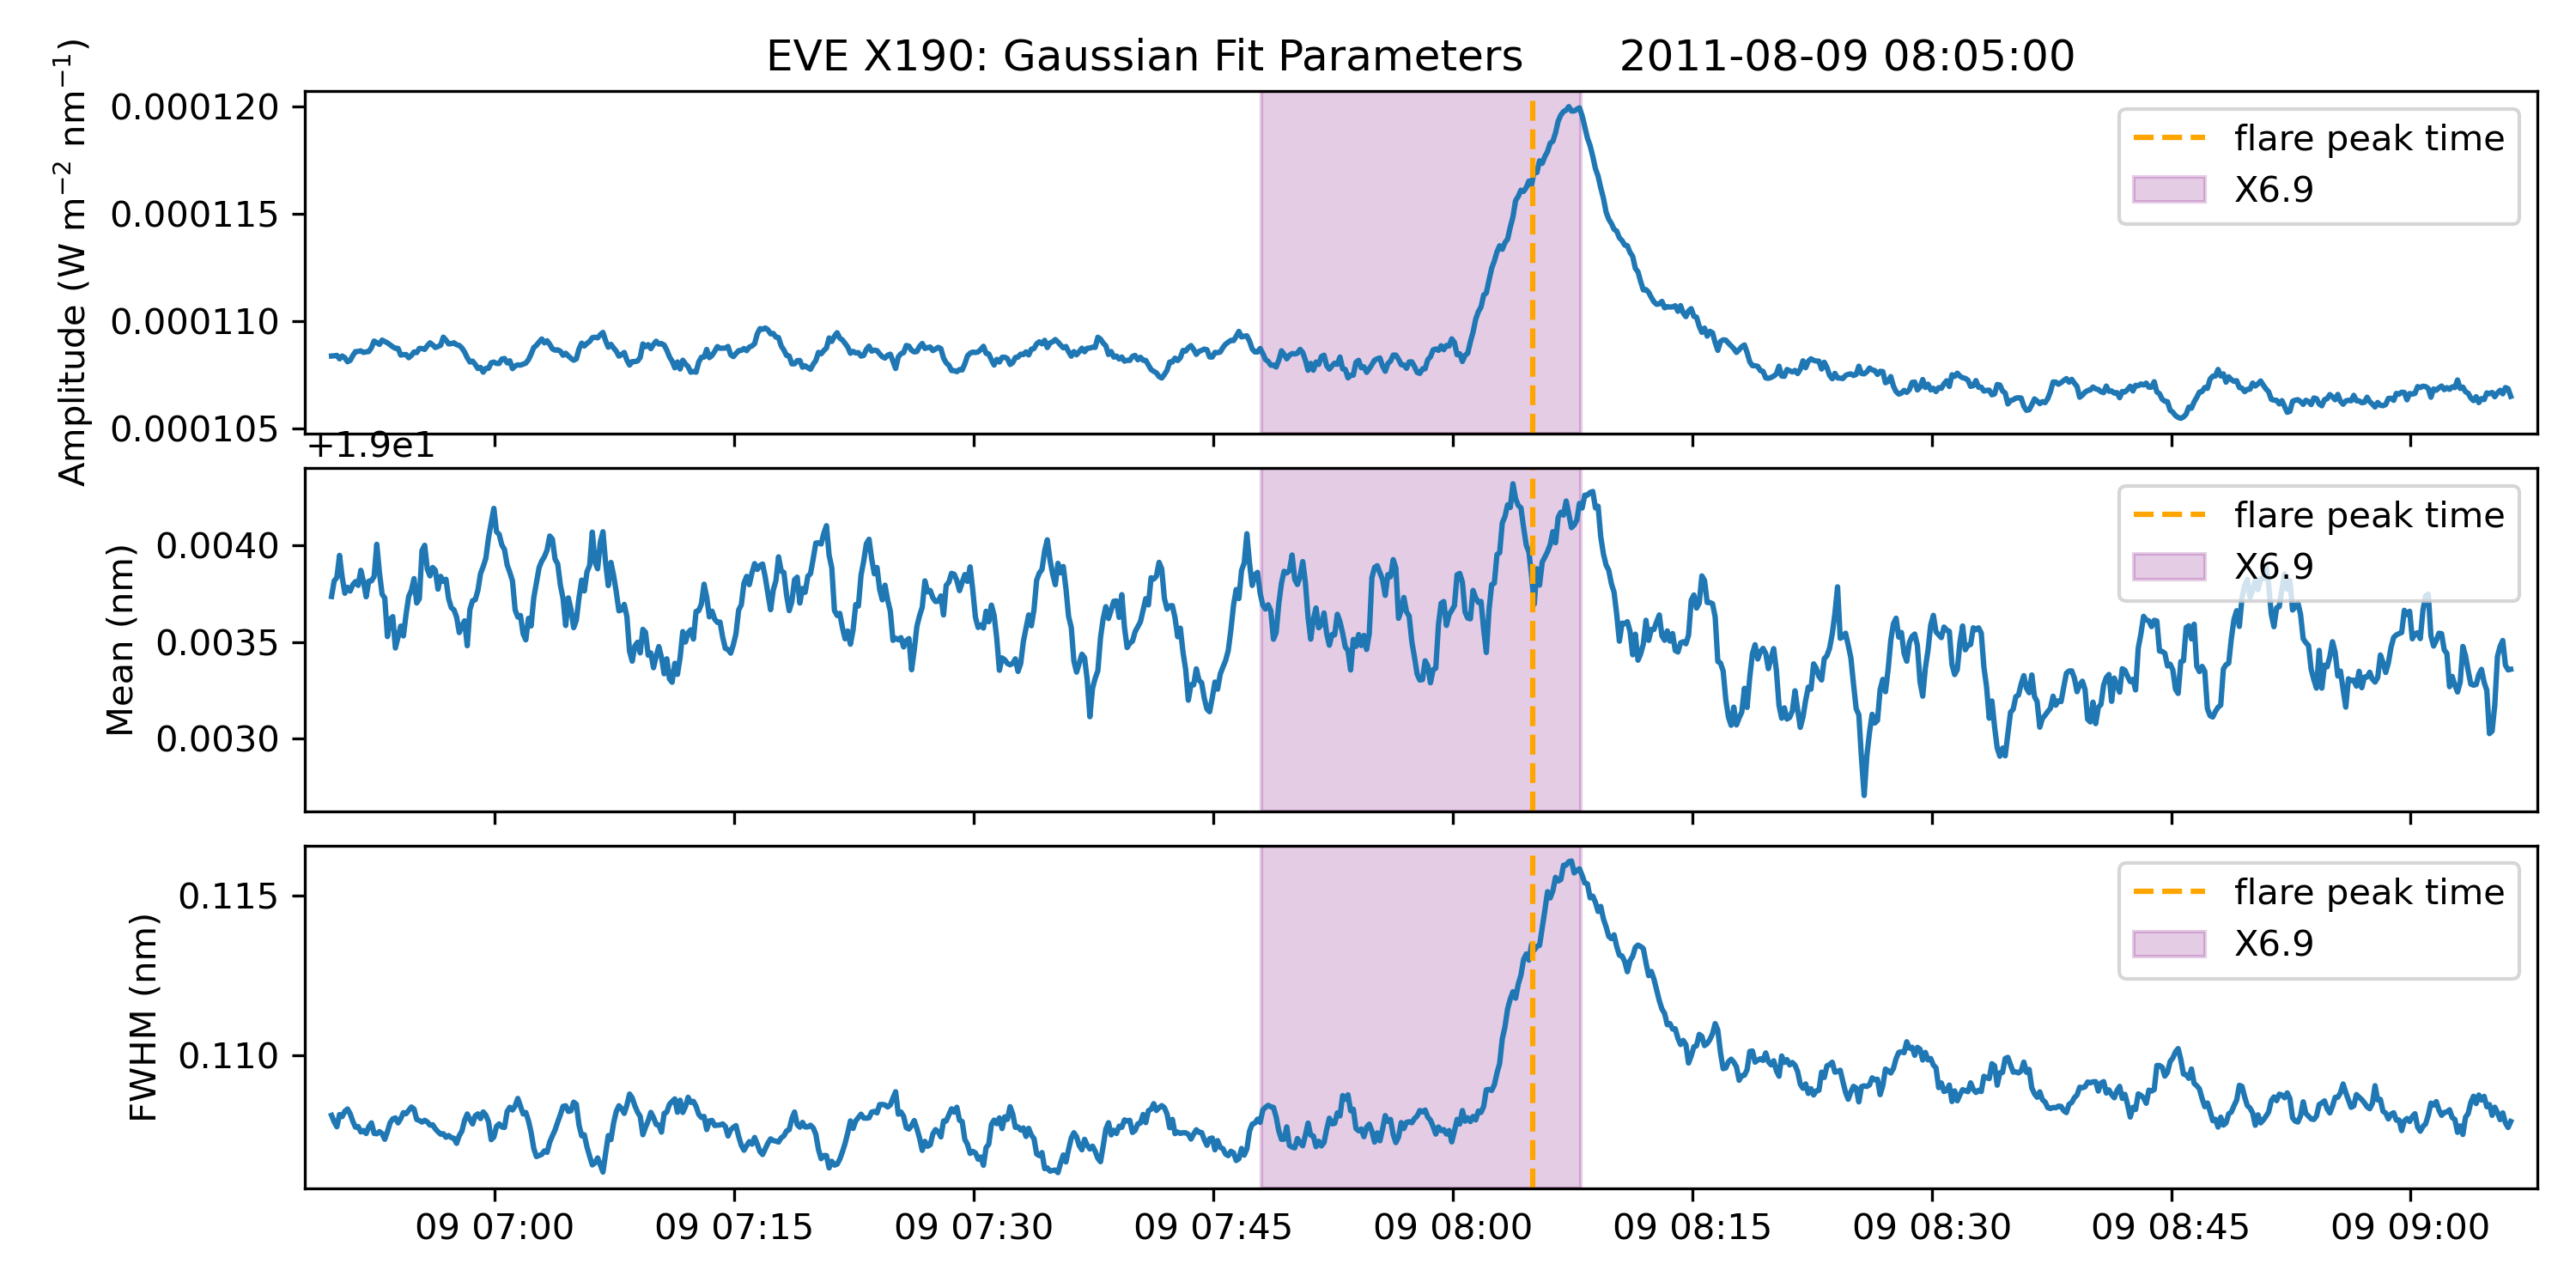 EVE X190: Gaussian Fit Parameters 2011-08-09 08:05:00
Amplitude (W m⁻² nm⁻¹)
0.000120
0.000115
0.000110
0.000105
flare peak time
X6.9
+1.9e1
Mean (nm)
0.0040
0.0035
0.0030
flare peak time
X6.9
FWHM (nm)
0.115
0.110
flare peak time
X6.9
09 07:00 09 07:15 09 07:30 09 07:45 09 08:00 09 08:15 09 08:30 09 08:45 09 09:00